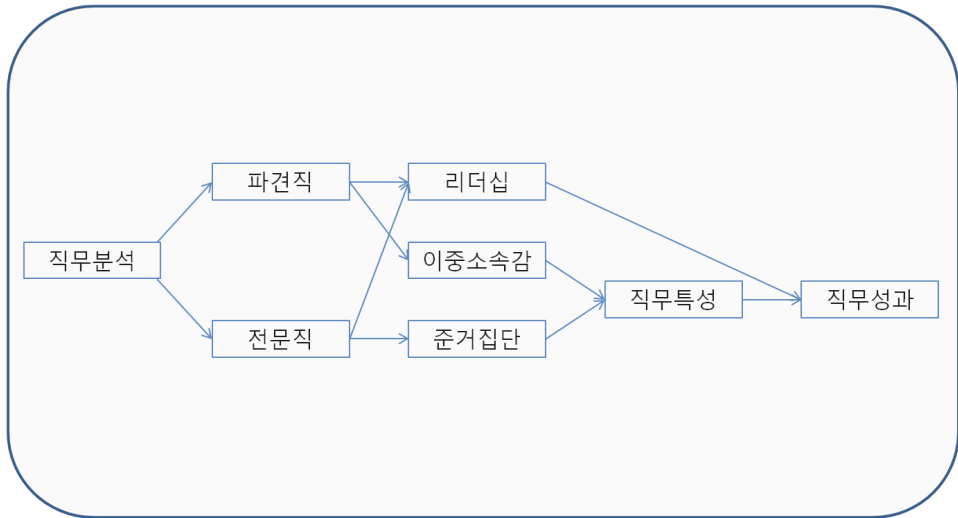 파견직
리더십
직무분석
이중소속감
직무특성
직무성과
전문직
준거집단